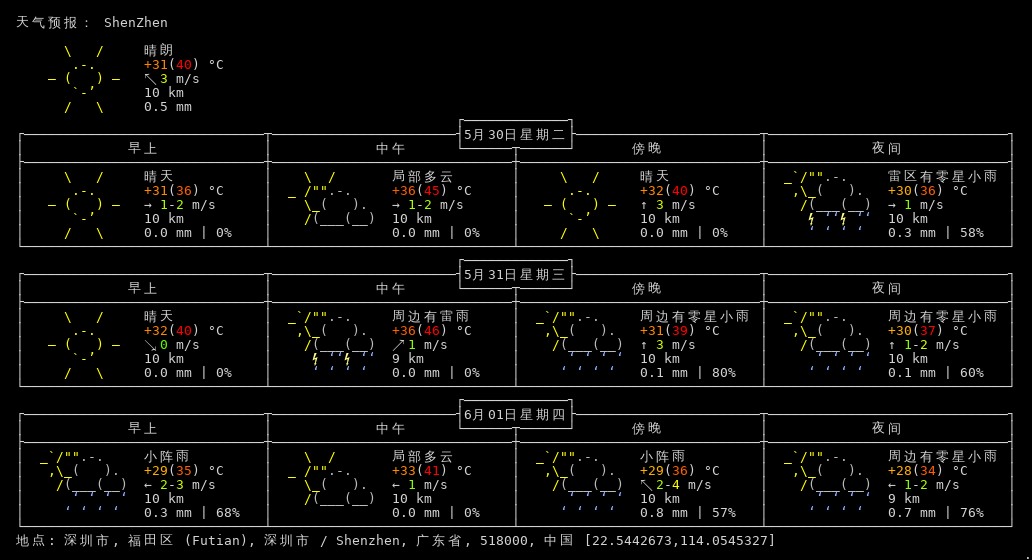 天气预报： ShenZhen
晴朗
+31(40) °C
↖ 3 m/s
10 km
0.5 mm
5月30日星期二
早上 中午 傍晚 夜间
晴天 局部多云 晴天 雷区有零星小雨
+31(36) °C +36(45) °C +32(40) °C +30(36) °C
→ 1-2 m/s → 1-2 m/s ↑ 3 m/s → 1 m/s
10 km 10 km 10 km 10 km
0.0 mm | 0% 0.0 mm | 0% 0.0 mm | 0% 0.3 mm | 58%
5月31日星期三
早上 中午 傍晚 夜间
晴天 周边有雷雨 周边有零星小雨 周边有零星小雨
+32(40) °C +36(46) °C +31(39) °C +30(37) °C
↘ 0 m/s ↗ 1 m/s ↑ 3 m/s ↑ 1-2 m/s
10 km 9 km 10 km 10 km
0.0 mm | 0% 0.0 mm | 0% 0.1 mm | 80% 0.1 mm | 60%
6月01日星期四
早上 中午 傍晚 夜间
小阵雨 局部多云 小阵雨 周边有零星小雨
+29(35) °C +33(41) °C +29(36) °C +28(34) °C
← 2-3 m/s ← 1 m/s ↖ 2-4 m/s ← 1-2 m/s
10 km 10 km 10 km 9 km
0.3 mm | 68% 0.0 mm | 0% 0.8 mm | 57% 0.7 mm | 76%
地点: 深圳市, 福田区 (Futian), 深圳市 / Shenzhen, 广东省, 518000, 中国 [22.5442673,114.0545327]